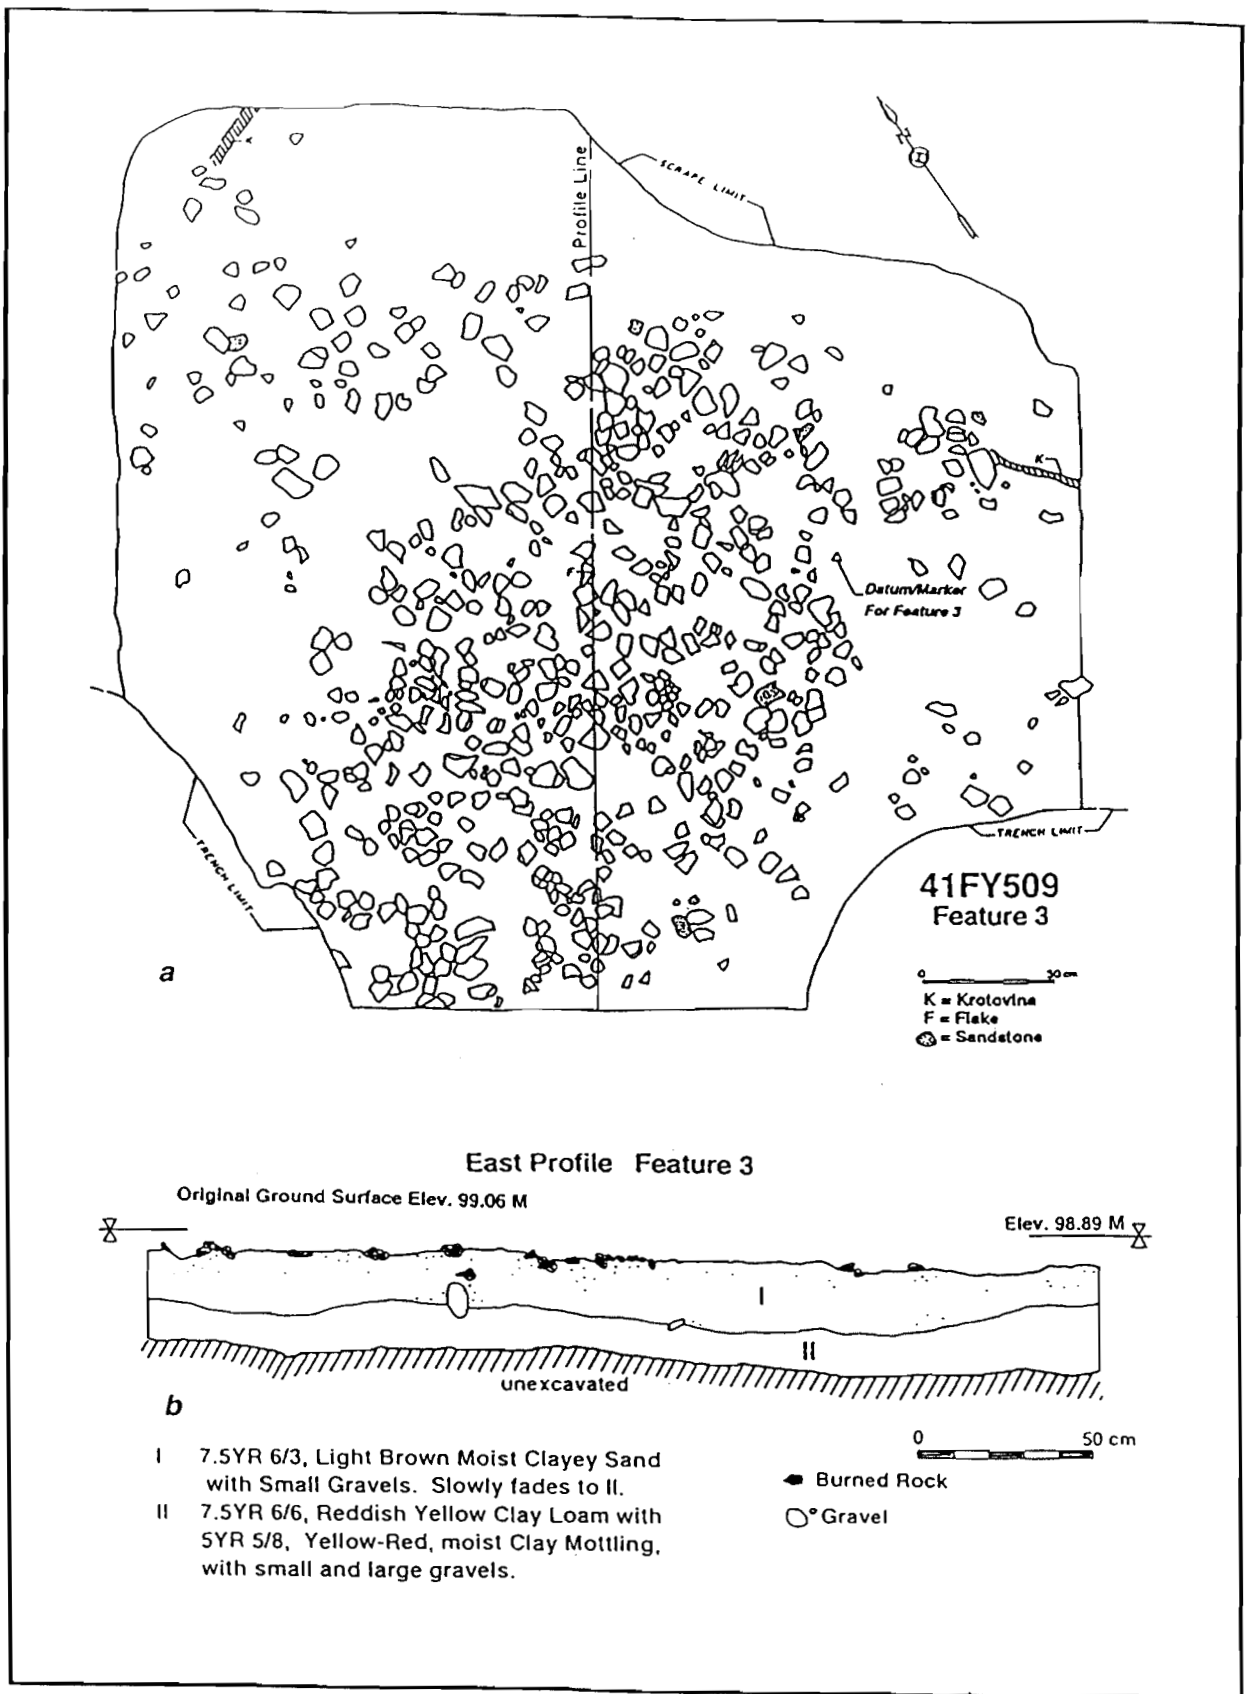 K
Profile Line
SCRAPE LIMIT
N
K
F
Datum/Marker
For Feature 3
TRENCH LIMIT
TRENCH LIMIT
41FY509
Feature 3
a
0 50 cm
K = Krotovina
F = Flake
= Sandstone
East Profile Feature 3
Original Ground Surface Elev. 99.06 M
Elev. 98.89 M
I
II
unexcavated
b
0 50 cm
I 7.5YR 6/3, Light Brown Moist Clayey Sand
with Small Gravels. Slowly fades to II.
II 7.5YR 6/6, Reddish Yellow Clay Loam with
5YR 5/8, Yellow-Red, moist Clay Mottling,
with small and large gravels.
Burned Rock
Gravel